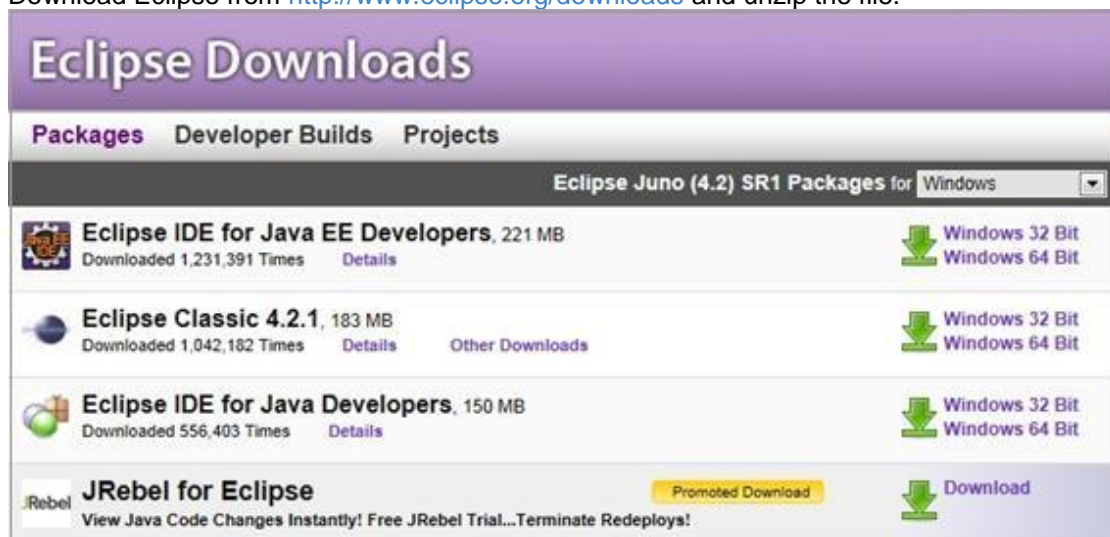 Download Eclipse from http://www.eclipse.org/downloads and unzip the file.
Eclipse Downloads
Packages Developer Builds Projects
Eclipse Juno (4.2) SR1 Packages for Windows
Eclipse IDE for Java EE Developers, 221 MB
Downloaded 1,231,391 Times Details
Windows 32 Bit
Windows 64 Bit
Eclipse Classic 4.2.1, 183 MB
Downloaded 1,042,182 Times Details Other Downloads
Windows 32 Bit
Windows 64 Bit
Eclipse IDE for Java Developers, 150 MB
Downloaded 556,403 Times Details
Windows 32 Bit
Windows 64 Bit
JRebel
JRebel for Eclipse
Promoted Download
Download
View Java Code Changes Instantly! Free JRebel Trial...Terminate Redeploys!